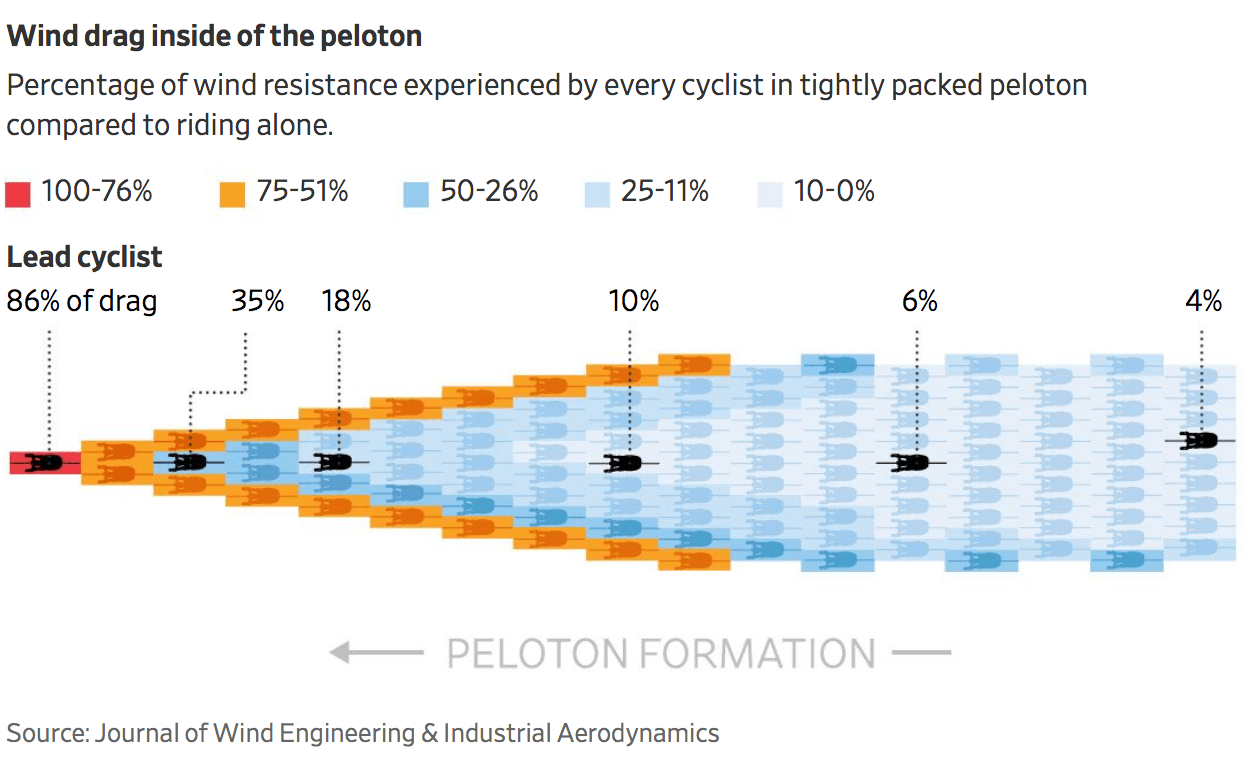 Wind drag inside of the peloton
Percentage of wind resistance experienced by every cyclist in tightly packed peloton
compared to riding alone.
100-76% 75-51% 50-26% 25-11% 10-0%
Lead cyclist
86% of drag 35% 18% 10% 6% 4%
PELOTON FORMATION
Source: Journal of Wind Engineering & Industrial Aerodynamics